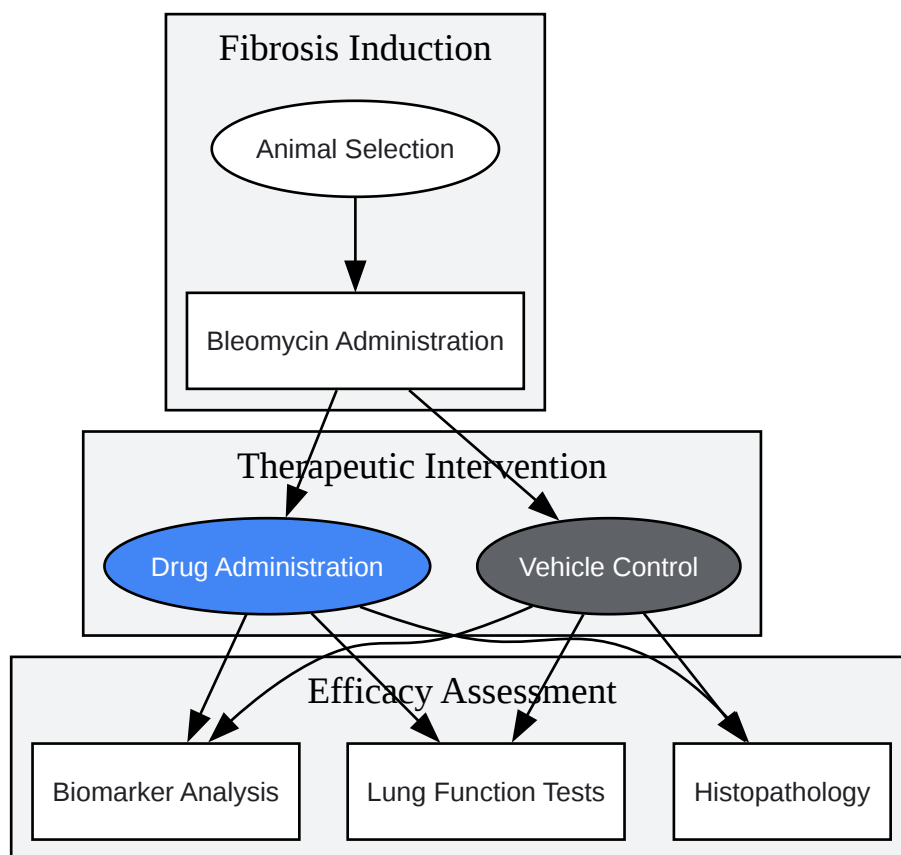 Fibrosis Induction
Animal Selection
Bleomycin Administration
Therapeutic Intervention
Drug Administration
Vehicle Control
Efficacy Assessment
Biomarker Analysis
Lung Function Tests
Histopathology